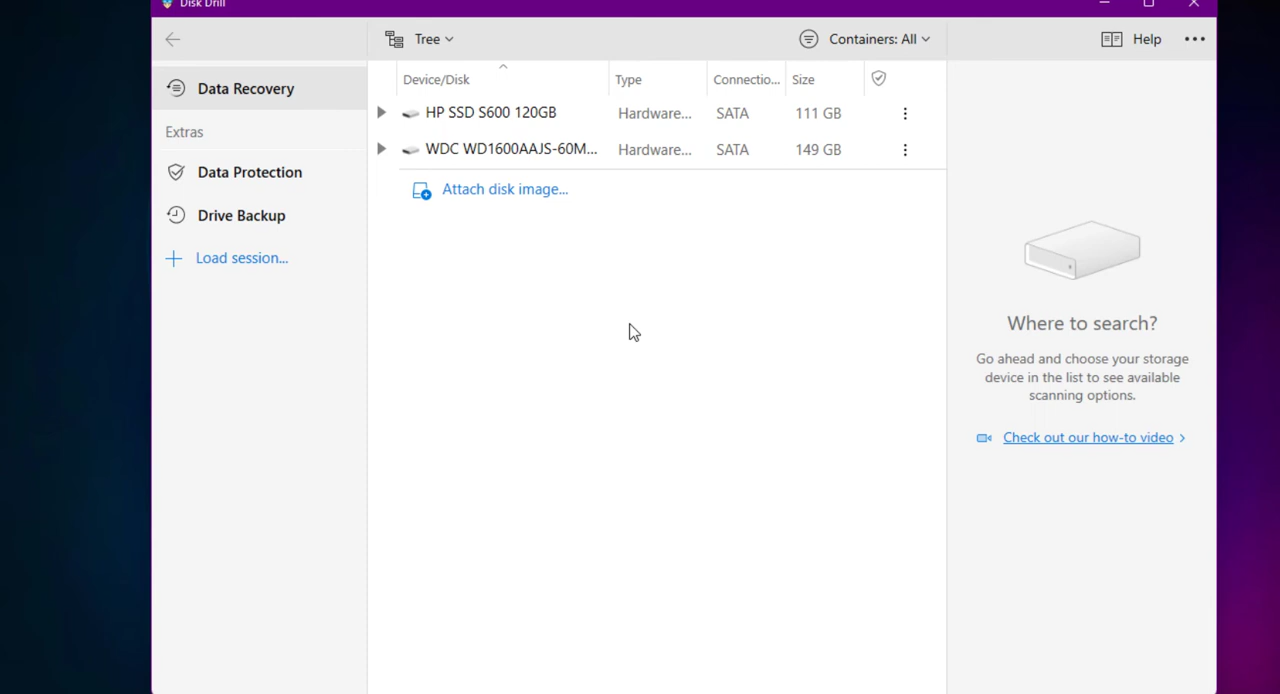 Disk Drill
Tree
Containers: All
Help
Data Recovery
Extras
Data Protection
Drive Backup
Load session...
Device/Disk Type Connectio... Size
HP SSD S600 120GB Hardware... SATA 111 GB
WDC WD1600AAJS-60M... Hardware... SATA 149 GB
Attach disk image...
Where to search?
Go ahead and choose your storage
device in the list to see available
scanning options.
Check out our how-to video